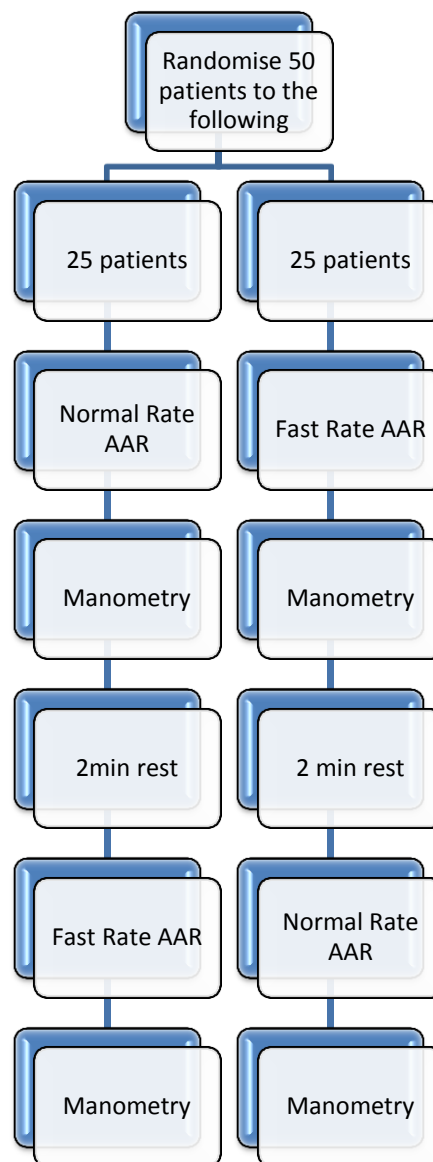 Randomise 50
patients to the
following
25 patients
25 patients
Normal Rate
AAR
Fast Rate AAR
Manometry
Manometry
2min rest
2 min rest
Fast Rate AAR
Normal Rate
AAR
Manometry
Manometry